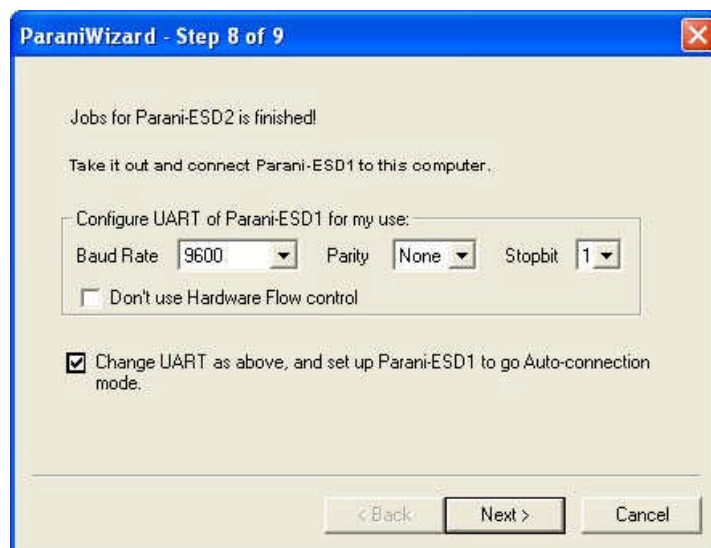 ParaniWizard - Step 8 of 9
Jobs for Parani-ESD2 is finished!
Take it out and connect Parani-ESD1 to this computer.
Configure UART of Parani-ESD1 for my use:
Baud Rate 9600 Parity None Stopbit 1
Don't use Hardware Flow control
Change UART as above, and set up Parani-ESD1 to go Auto-connection
mode.
< Back Next > Cancel